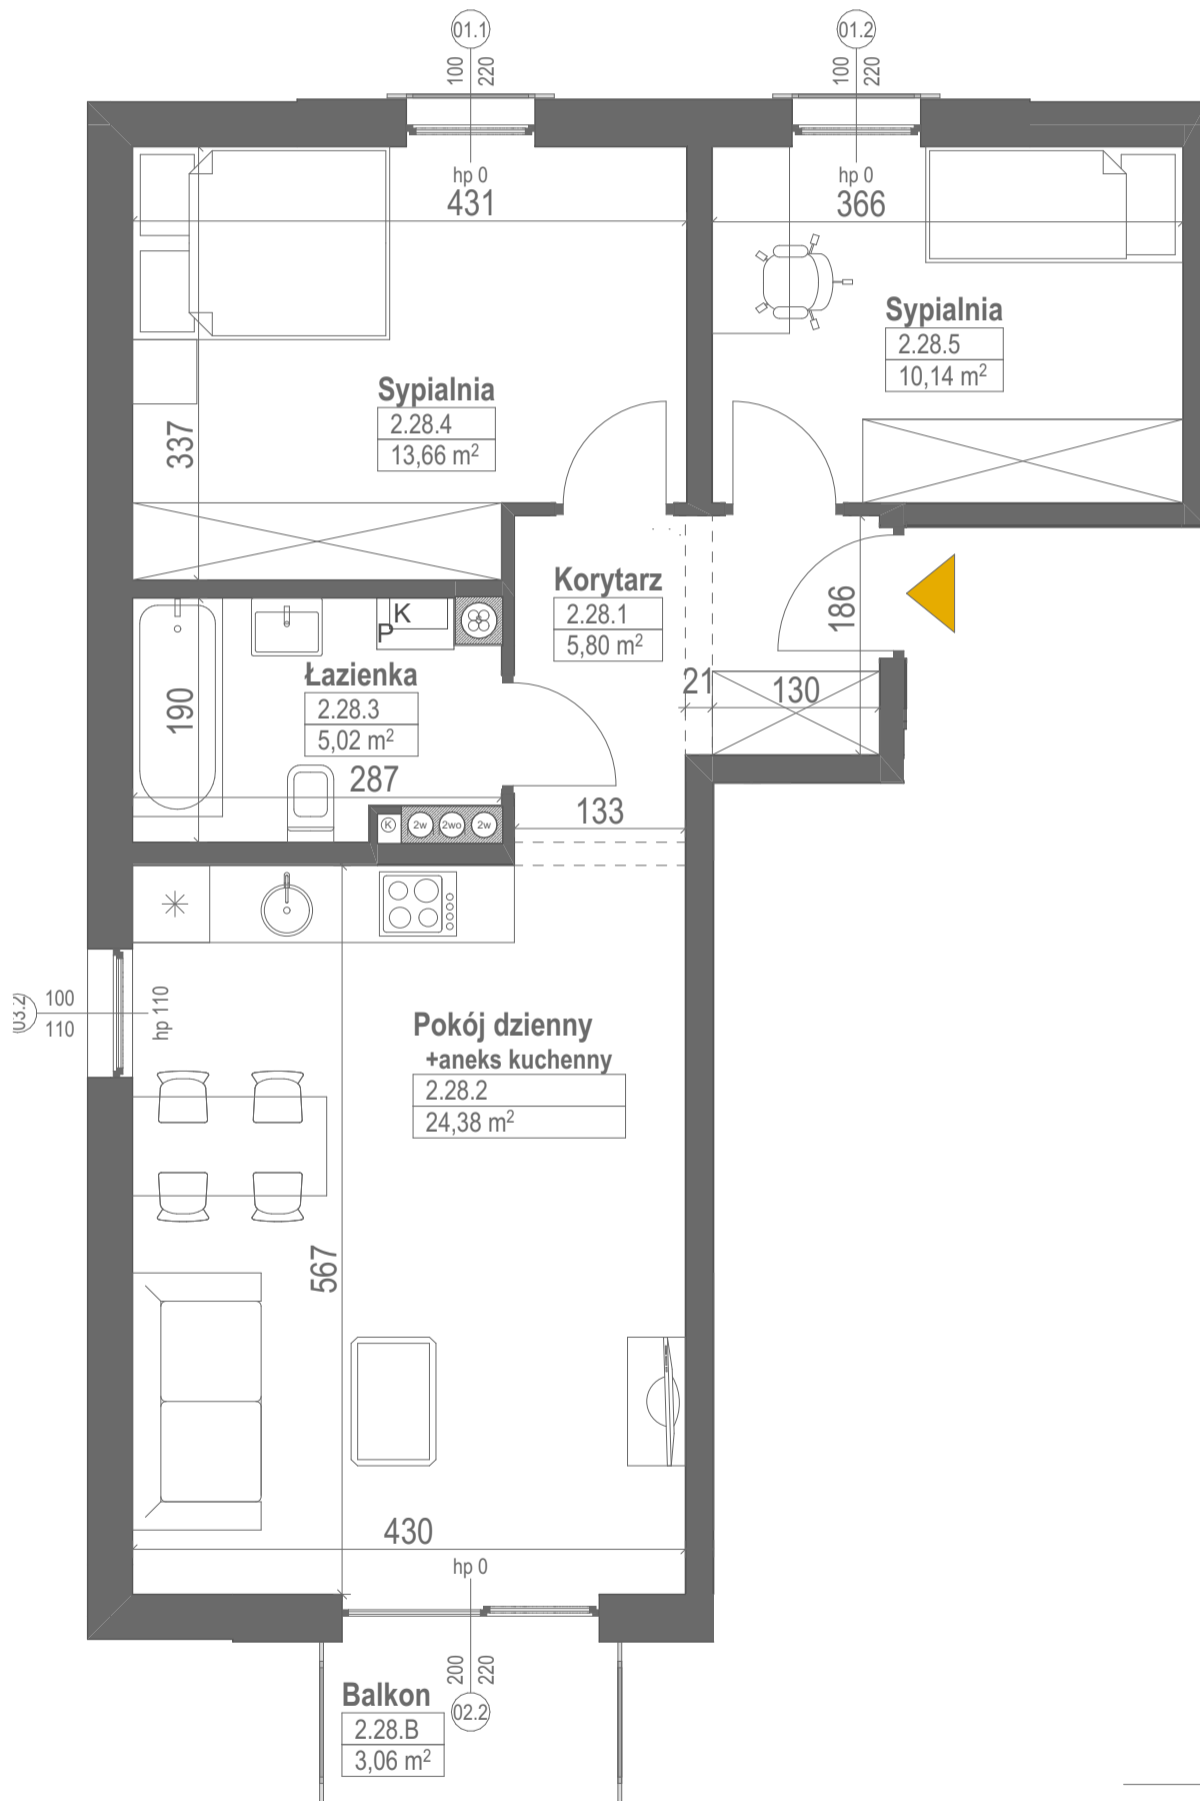 01.1
01.2
100
220
100
220
hp 0
431
hp 0
366
Sypialnia
2.28.5
10,14 m²
Sypialnia
2.28.4
13,66 m²
337
Korytarz
2.28.1
5,80 m²
186
K
P
Łazienka
2.28.3
5,02 m²
190
287
21
130
133
K
2w
2wo
2w
03.2
100
110
hp 110
Pokój dzienny
+aneks kuchenny
2.28.2
24,38 m²
567
430
hp 0
200
220
Balkon
2.28.B
3,06 m²
02.2